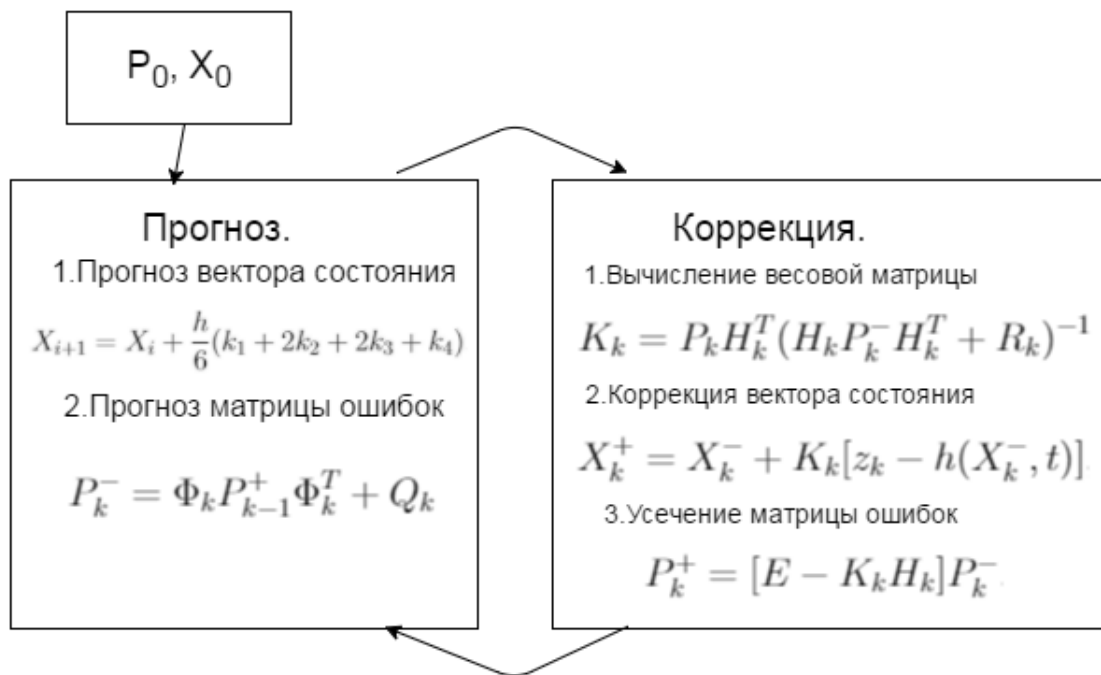 P₀, X₀
Прогноз.
1.Прогноз вектора состояния
X_{i+1} = X_i + \frac{h}{6}(k_1 + 2k_2 + 2k_3 + k_4)
2.Прогноз матрицы ошибок
P_k^- = Φ_k P_{k-1}^+ Φ_k^T + Q_k
Коррекция.
1.Вычисление весовой матрицы
K_k = P_k H_k^T (H_k P_k^- H_k^T + R_k)^{-1}
2.Коррекция вектора состояния
X_k^+ = X_k^- + K_k[z_k - h(X_k^-, t)].
3.Усечение матрицы ошибок
P_k^+ = [E - K_k H_k]P_k^-.